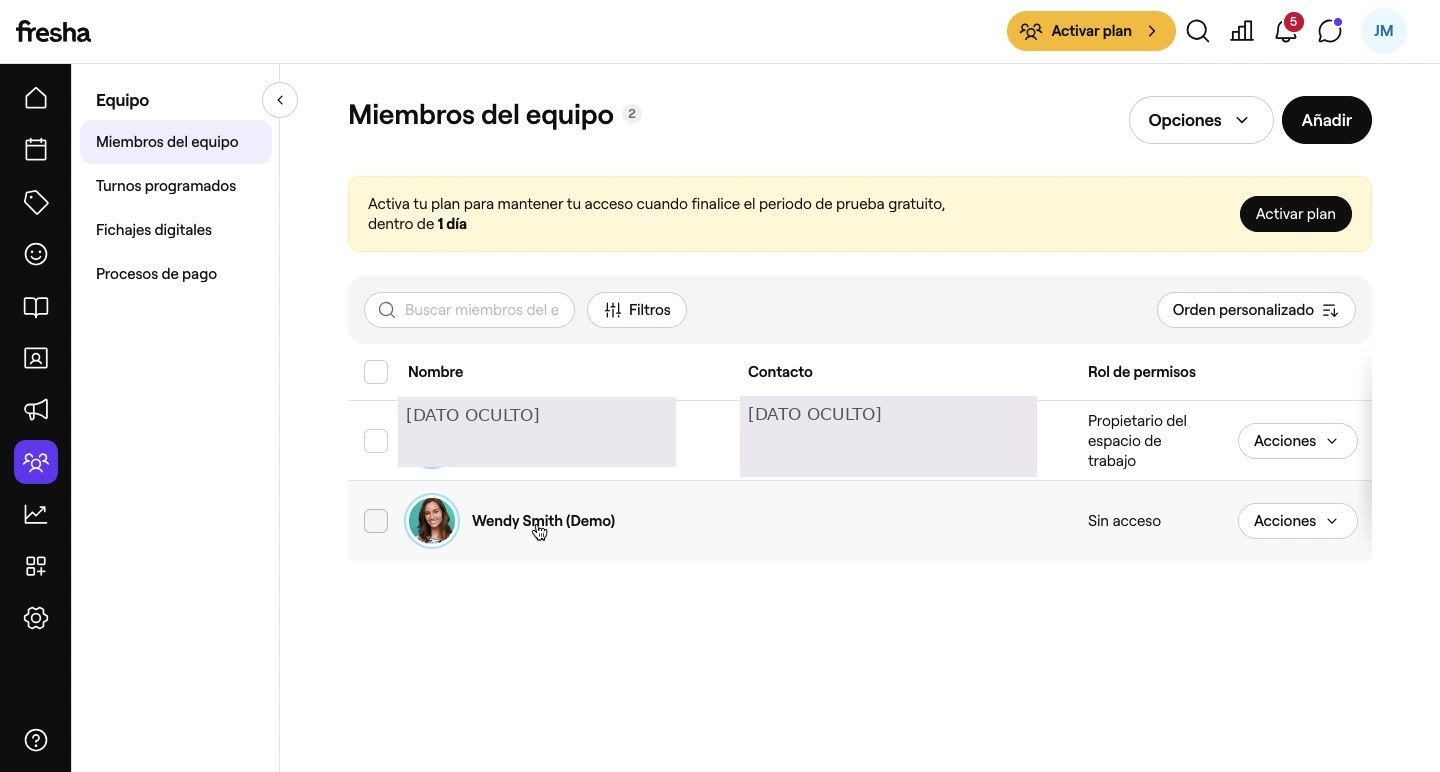 fresha
Activar plan
5
JM
Equipo
Miembros del equipo
Turnos programados
Fichajes digitales
Procesos de pago
Miembros del equipo 2
Opciones
Añadir
Activa tu plan para mantener tu acceso cuando finalice el periodo de prueba gratuito,
dentro de 1 día
Activar plan
Buscar miembros del e
Filtros
Orden personalizado
Nombre
Contacto
Rol de permisos
[DATO OCULTO]
[DATO OCULTO]
Propietario del
espacio de
trabajo
Acciones
Wendy Smith (Demo)
Sin acceso
Acciones